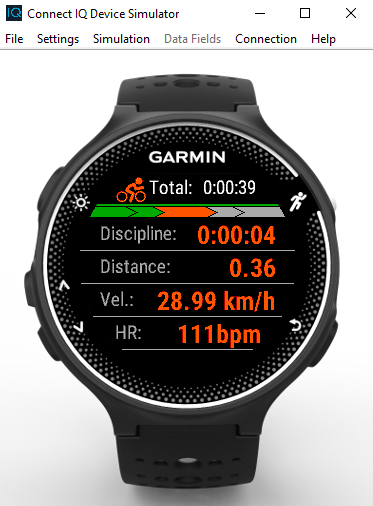 IQ Connect IQ Device Simulator
File Settings Simulation Data Fields Connection Help
GARMIN
Total: 0:00:39
Discipline: 0:00:04
Distance: 0.36
Vel.: 28.99 km/h
HR: 111bpm